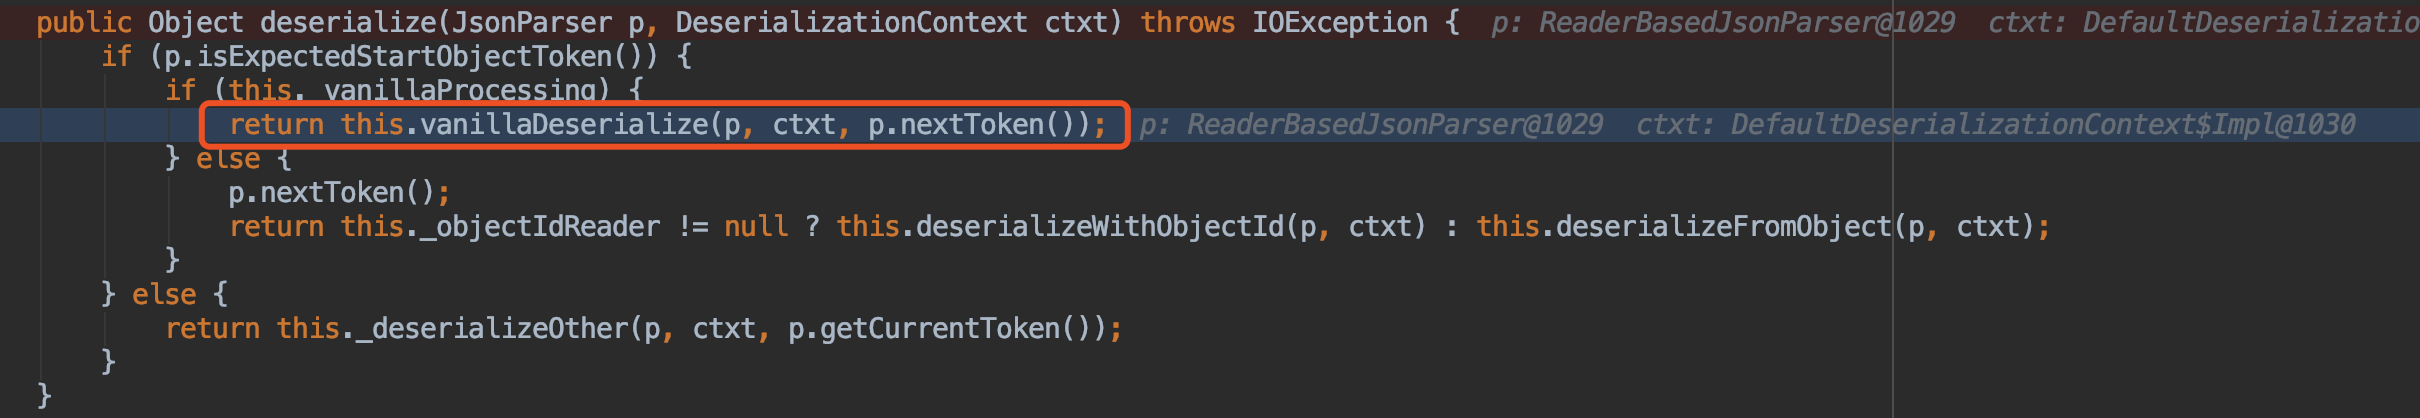 public Object deserialize(JsonParser p, DeserializationContext ctxt) throws IOException {  p: ReaderBasedJsonParser@1029  ctxt: DefaultDeserializatio
if (p.isExpectedStartObjectToken()) {
if (this._vanillaProcessing) {
return this.vanillaDeserialize(p, ctxt, p.nextToken());  p: ReaderBasedJsonParser@1029  ctxt: DefaultDeserializationContext$Impl@1030
} else {
p.nextToken();
return this._objectIdReader != null ? this.deserializeWithObjectId(p, ctxt) : this.deserializeFromObject(p, ctxt);
}
} else {
return this._deserializeOther(p, ctxt, p.getCurrentToken());
}
}